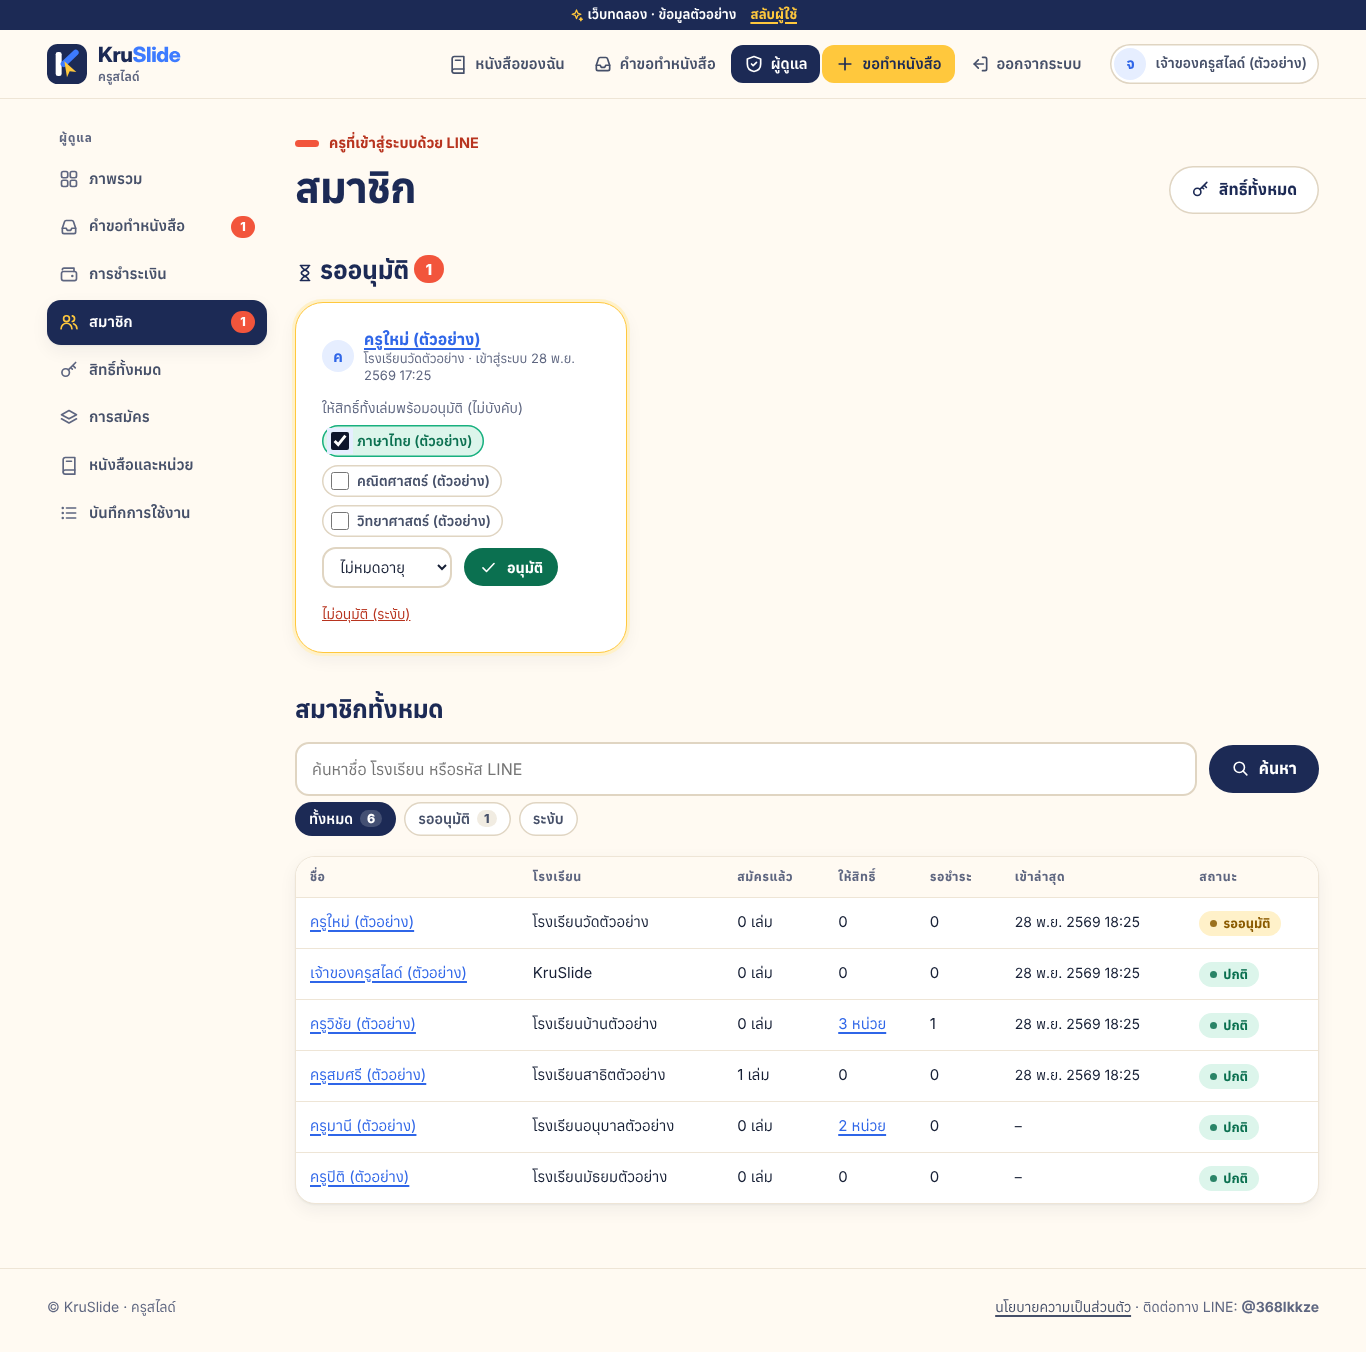 เว็บทดลอง · ข้อมูลตัวอย่าง สลับผู้ใช้
KruSlide
ครูสไลด์
หนังสือของฉัน
คำขอทำหนังสือ
ผู้ดูแล
ขอทำหนังสือ
ออกจากระบบ
จ เจ้าของครูสไลด์ (ตัวอย่าง)
ผู้ดูแล
ภาพรวม
คำขอทำหนังสือ 1
การชำระเงิน
สมาชิก 1
สิทธิ์ทั้งหมด
การสมัคร
หนังสือและหน่วย
บันทึกการใช้งาน
ครูที่เข้าสู่ระบบด้วย LINE
สมาชิก
สิทธิ์ทั้งหมด
รออนุมัติ 1
ค
ครูใหม่ (ตัวอย่าง)
โรงเรียนวัดตัวอย่าง · เข้าสู่ระบบ 28 พ.ย.
2569 17:25
ให้สิทธิ์ทั้งเล่มพร้อมอนุมัติ (ไม่บังคับ)
ภาษาไทย (ตัวอย่าง)
คณิตศาสตร์ (ตัวอย่าง)
วิทยาศาสตร์ (ตัวอย่าง)
ไม่หมดอายุ
อนุมัติ
ไม่อนุมัติ (ระงับ)
สมาชิกทั้งหมด
ค้นหาชื่อ โรงเรียน หรือรหัส LINE
ค้นหา
ทั้งหมด 6
รออนุมัติ 1
ระงับ
ชื่อ โรงเรียน สมัครแล้ว ให้สิทธิ์ รอชำระ เข้าล่าสุด สถานะ
ครูใหม่ (ตัวอย่าง) โรงเรียนวัดตัวอย่าง 0 เล่ม 0 0 28 พ.ย. 2569 18:25 รออนุมัติ
เจ้าของครูสไลด์ (ตัวอย่าง) KruSlide 0 เล่ม 0 0 28 พ.ย. 2569 18:25 ปกติ
ครูวิชัย (ตัวอย่าง) โรงเรียนบ้านตัวอย่าง 0 เล่ม 3 หน่วย 1 28 พ.ย. 2569 18:25 ปกติ
ครูสมศรี (ตัวอย่าง) โรงเรียนสาธิตตัวอย่าง 1 เล่ม 0 0 28 พ.ย. 2569 18:25 ปกติ
ครูมานี (ตัวอย่าง) โรงเรียนอนุบาลตัวอย่าง 0 เล่ม 2 หน่วย 0 – ปกติ
ครูปิติ (ตัวอย่าง) โรงเรียนมัธยมตัวอย่าง 0 เล่ม 0 0 – ปกติ
© KruSlide · ครูสไลด์
นโยบายความเป็นส่วนตัว · ติดต่อทาง LINE: @368lkkze